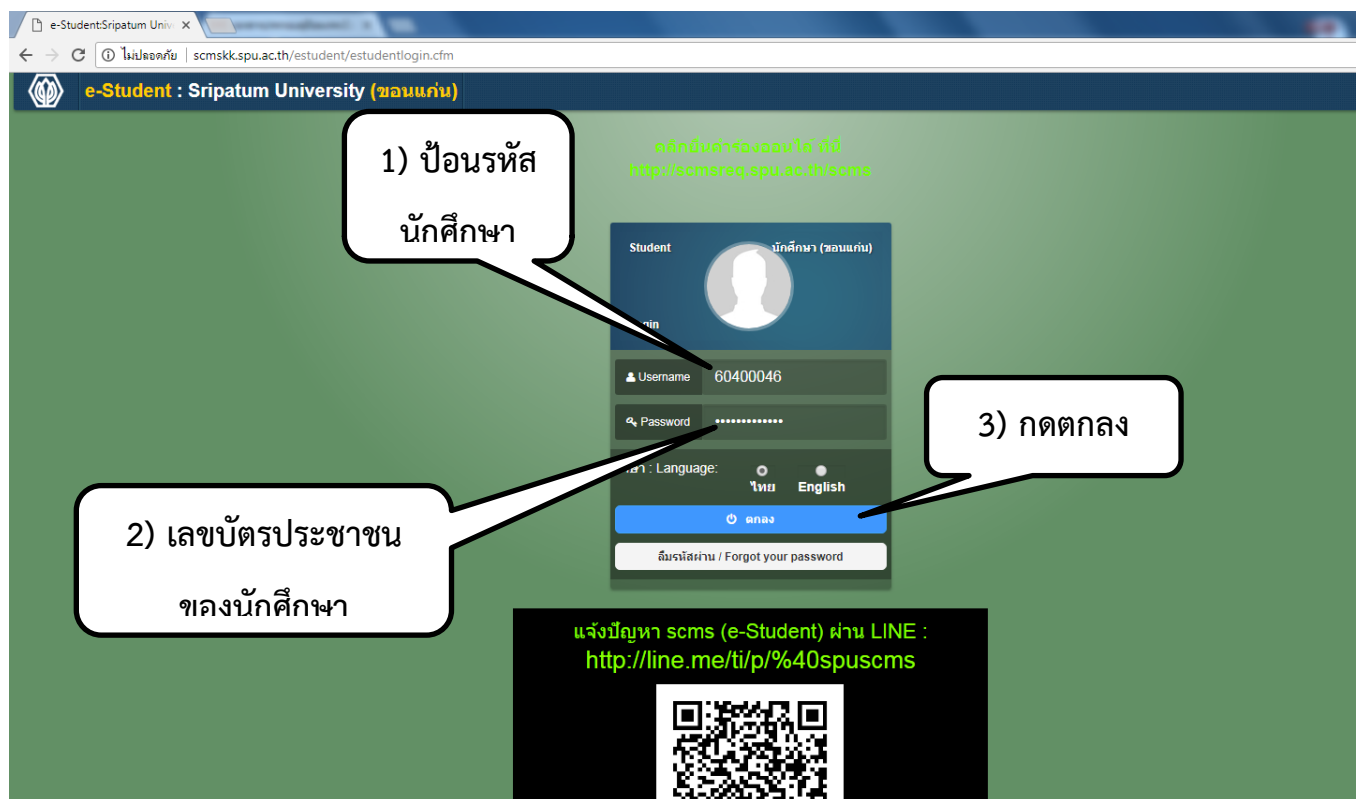 e-Student:Sripatum Univ
ไม่ปลอดภัย | scmskk.spu.ac.th/estudent/estudentlogin.cfm
e-Student : Sripatum University (ขอนแก่น)
1) ป้อนรหัส
นักศึกษา
http://scmsreq.spu.ac.th/scms
Student
นักศึกษา (ขอนแก่น)
Username 60400046
Password •••••••••••••
3) กดตกลง
: Language:
ไทย English
ตกลง
2) เลขบัตรประชาชน
ของนักศึกษา
ลืมรหัสผ่าน / Forgot your password
แจ้งปัญหา scms (e-Student) ผ่าน LINE :
http://line.me/ti/p/%40spuscms